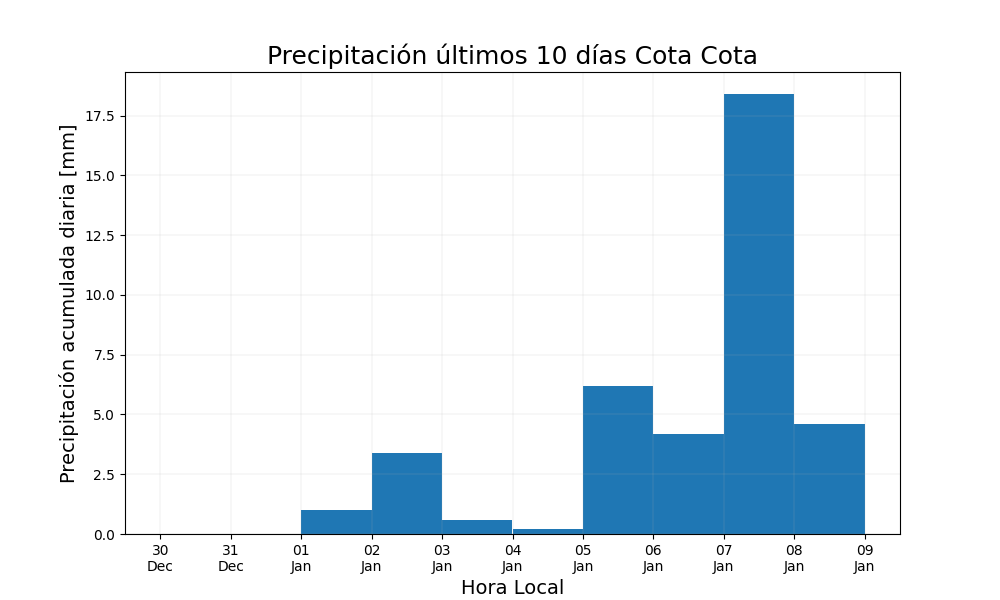 Precipitación últimos 10 días Cota Cota
Precipitación acumulada diaria [mm]
17.5
15.0
12.5
10.0
7.5
5.0
2.5
0.0
30 31 01 02 03 04 05 06 07 08 09
Dec Dec Jan Jan Jan Jan Jan Jan Jan Jan Jan
Hora Local